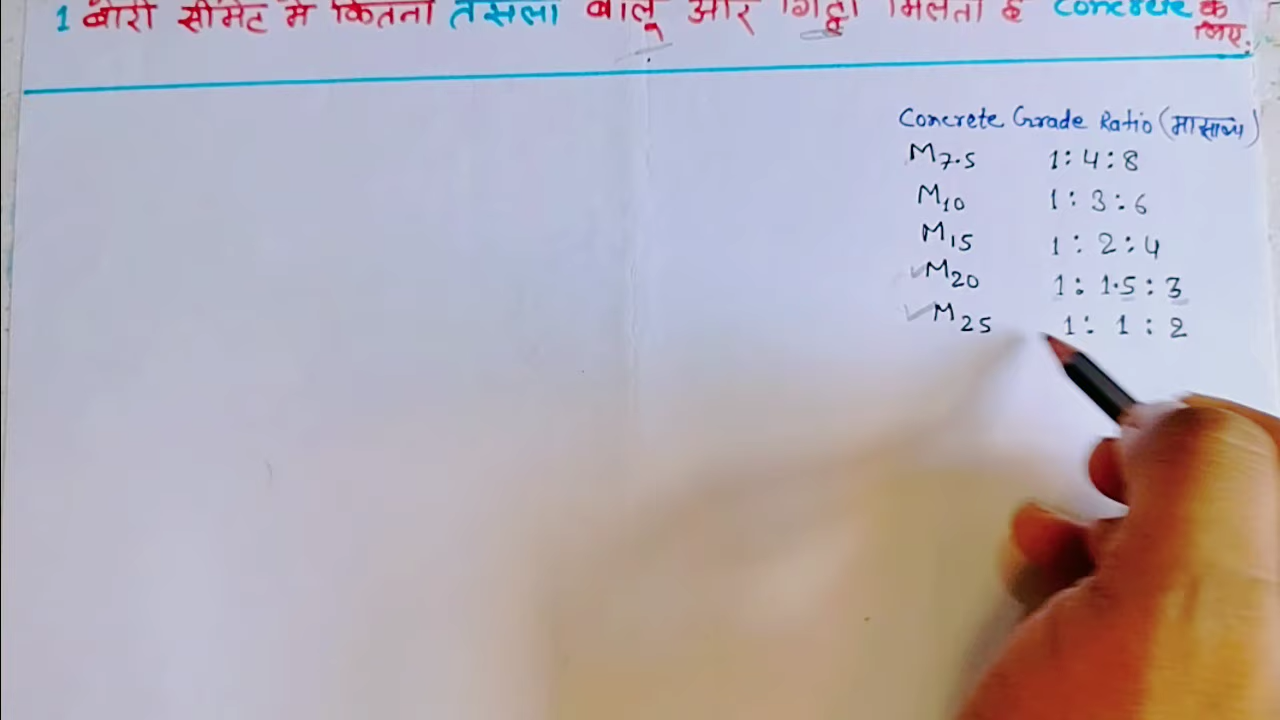 1 बोरी सीमेंट में कितना तसला बालू और गिट्टी मिलता है Concrete के
लिए.
Concrete Grade Ratio (मासाल्य)
M7.5 1:4:8
M10 1:3:6
M15 1:2:4
M20 1:1.5:3
M25 1:1:2